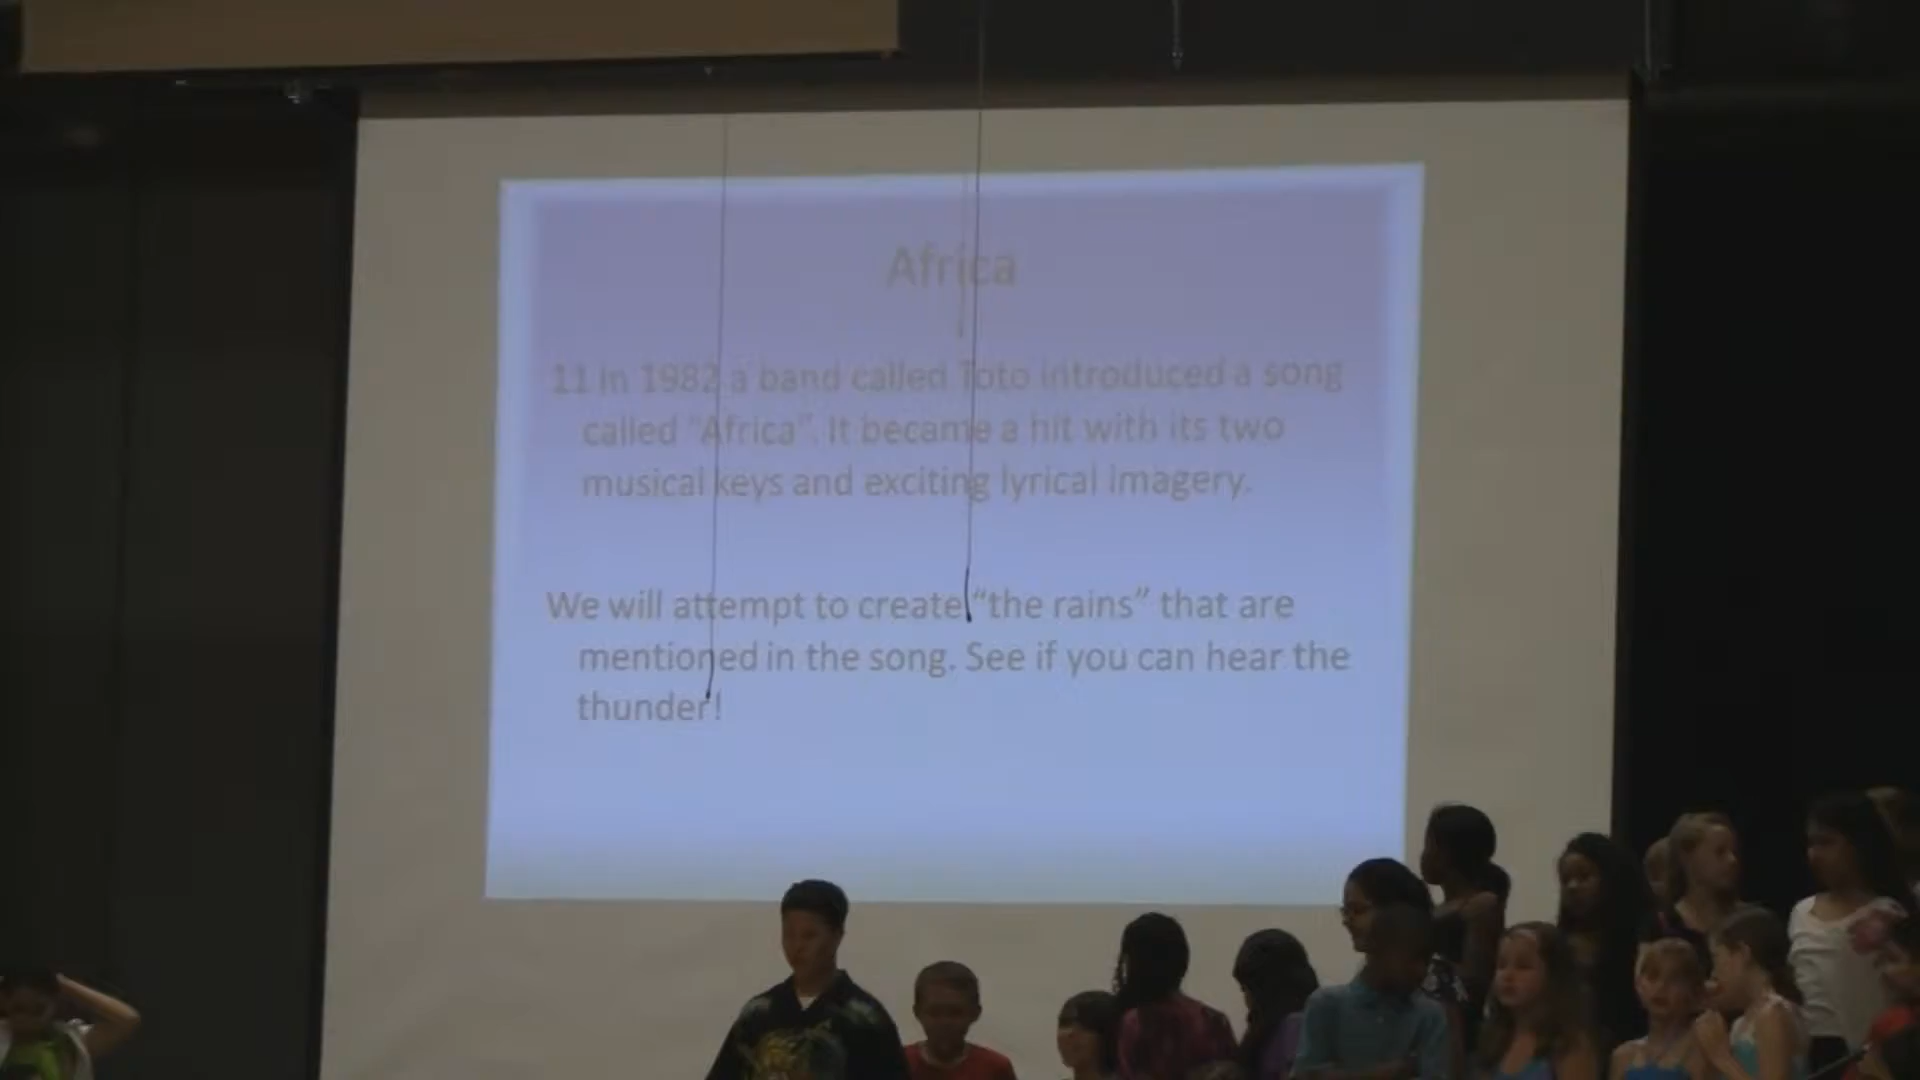 Africa
11 In 1982 a band called Toto introduced a song
called "Africa". It became a hit with its two
musical keys and exciting lyrical imagery.
We will attempt to create "the rains" that are
mentioned in the song. See if you can hear the
thunder!